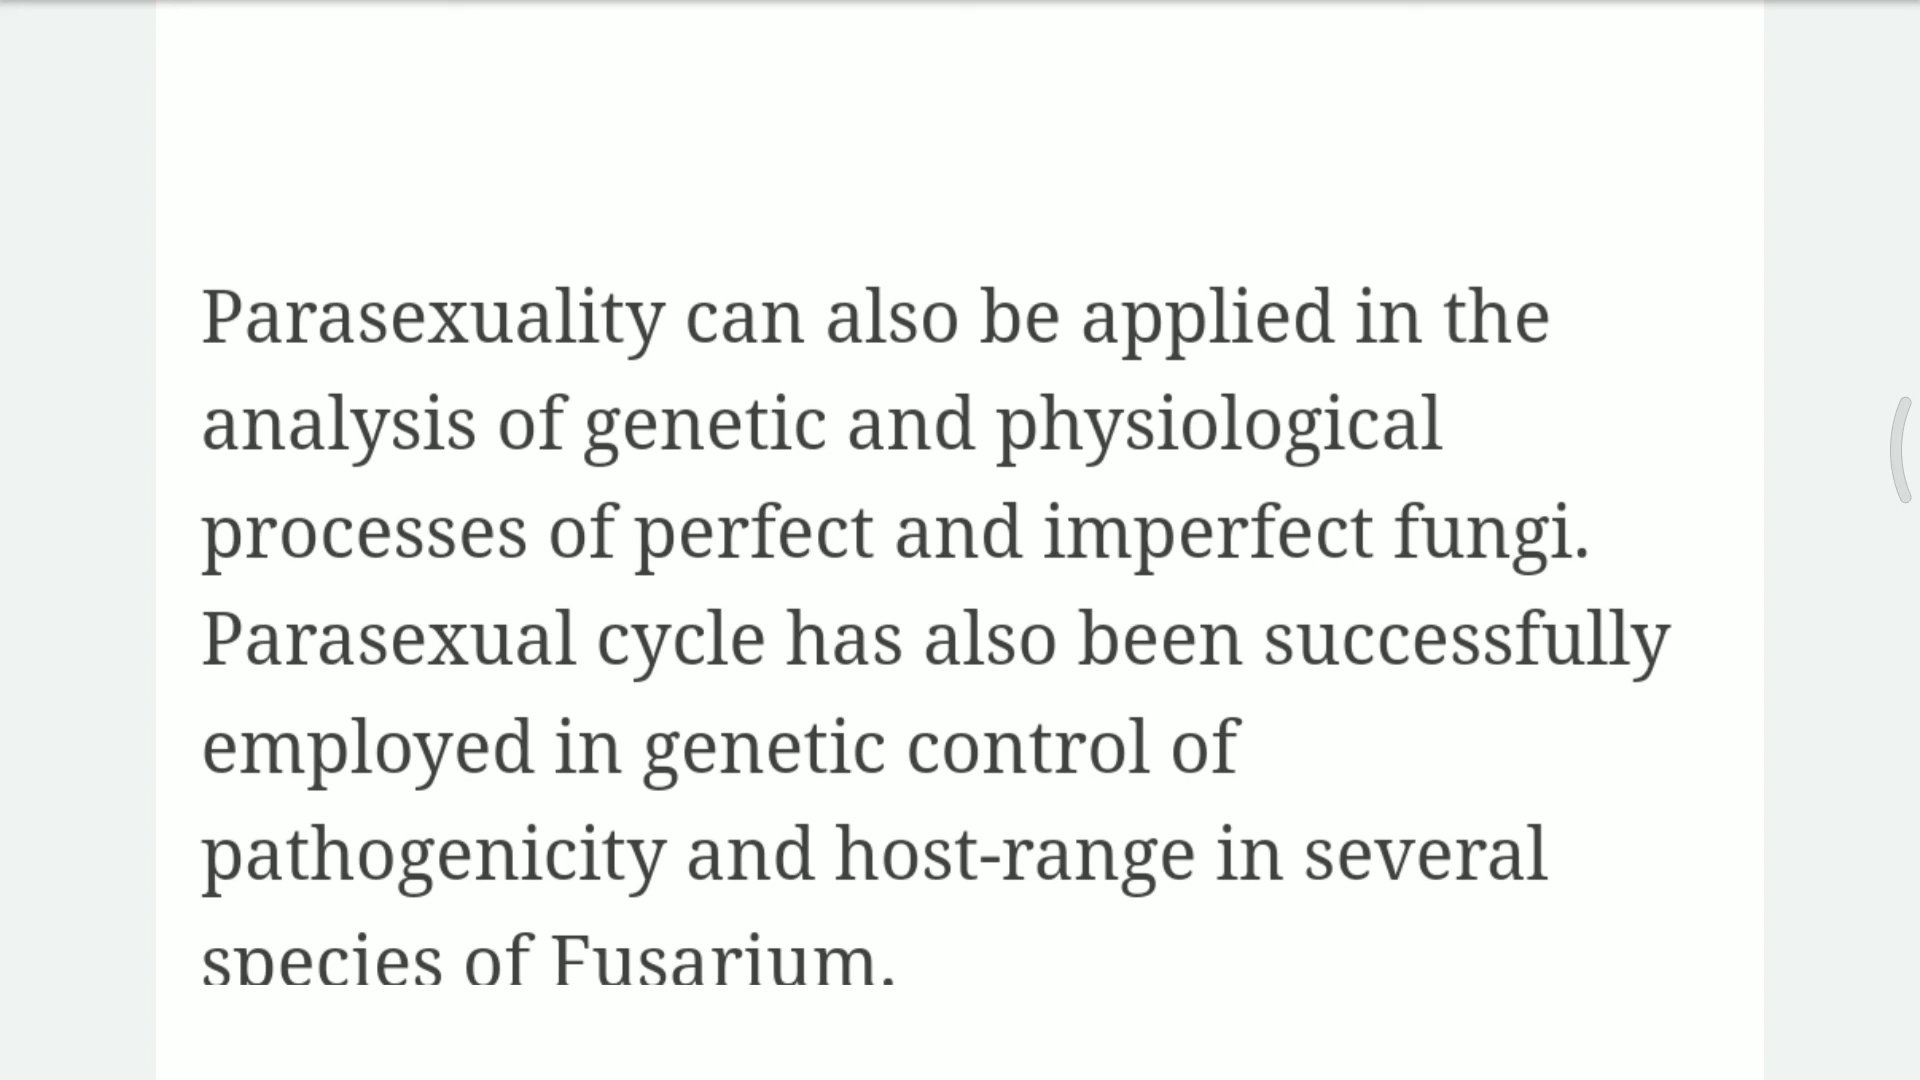 Parasexuality can also be applied in the
analysis of genetic and physiological
processes of perfect and imperfect fungi.
Parasexual cycle has also been successfully
employed in genetic control of
pathogenicity and host-range in several
species of Fusarium.